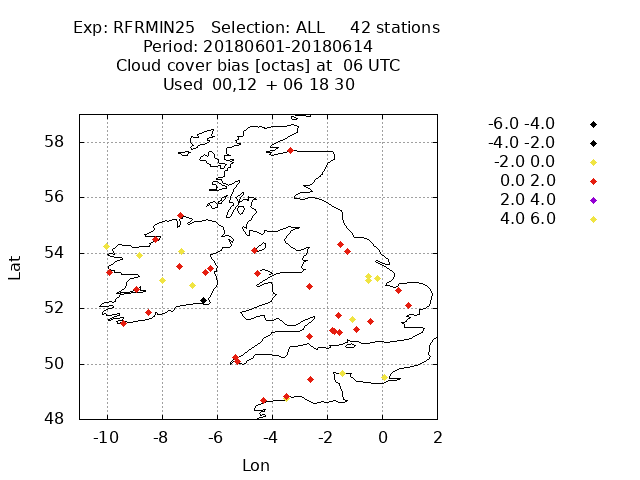 Exp: RFRMIN25 Selection: ALL 42 stations
Period: 20180601-20180614
Cloud cover bias [octas] at 06 UTC
Used 00,12 + 06 18 30
-6.0 -4.0
-4.0 -2.0
-2.0 0.0
0.0 2.0
2.0 4.0
4.0 6.0
58
56
54
52
50
48
Lat
-10 -8 -6 -4 -2 0 2
Lon